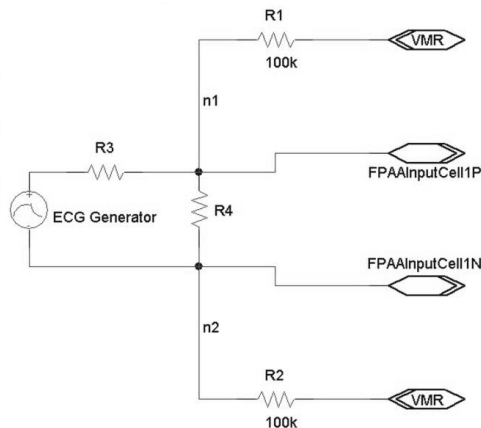 R1
VMR
100k
n1
R3
FPAAInputCell1P
R4
ECG Generator
FPAAInputCell1N
n2
R2
VMR
100k